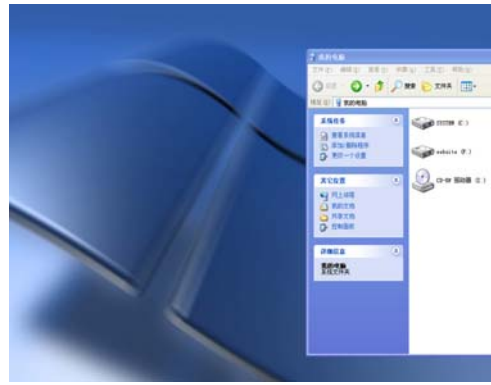 我的电脑
文件(F) 编辑(E) 查看(V) 收藏(A) 工具(T) 帮助(H)
后退 搜索 文件夹
地址(D) 我的电脑
系统任务
查看系统信息
添加/删除程序
更改一个设置
其它位置
网上邻居
我的文档
共享文档
控制面板
详细信息
我的电脑
系统文件夹
SYSTEM (C:)
website (F:)
CD-RW 驱动器 (G:)